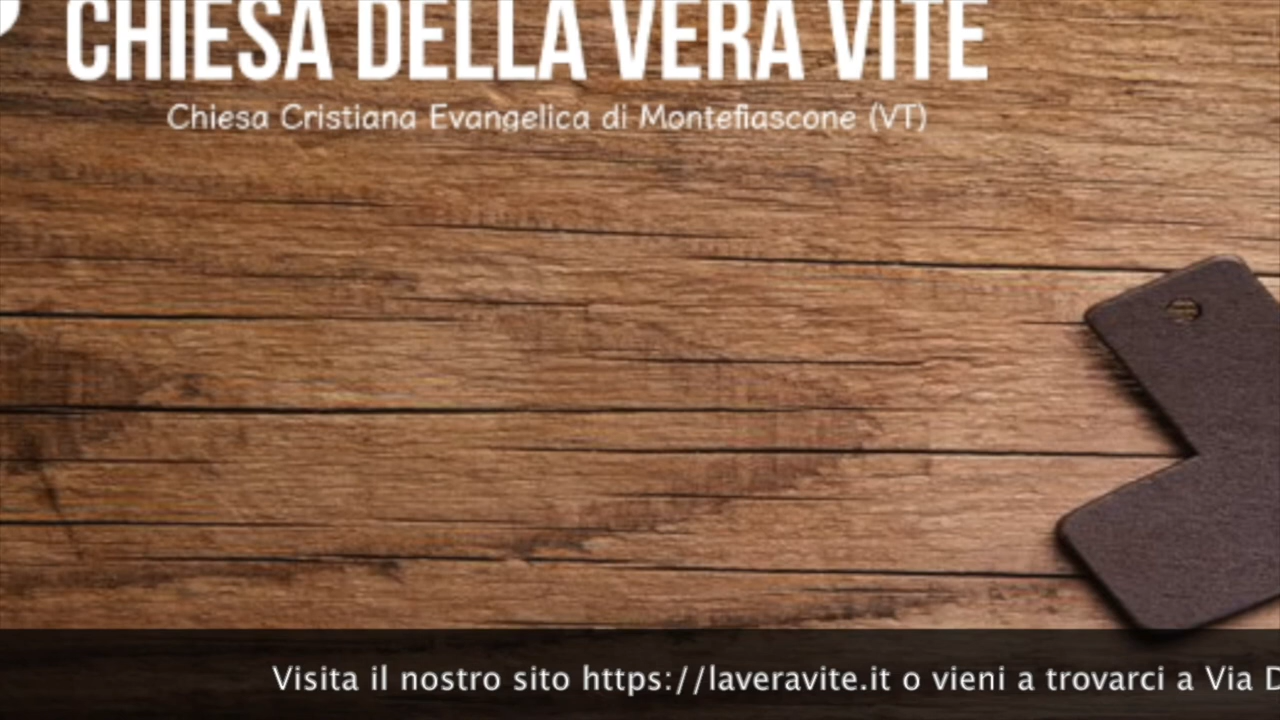 CHIESA DELLA VERA VITE
Chiesa Cristiana Evangelica di Montefiascone (VT)
Visita il nostro sito https://laveravite.it o vieni a trovarci a Via D